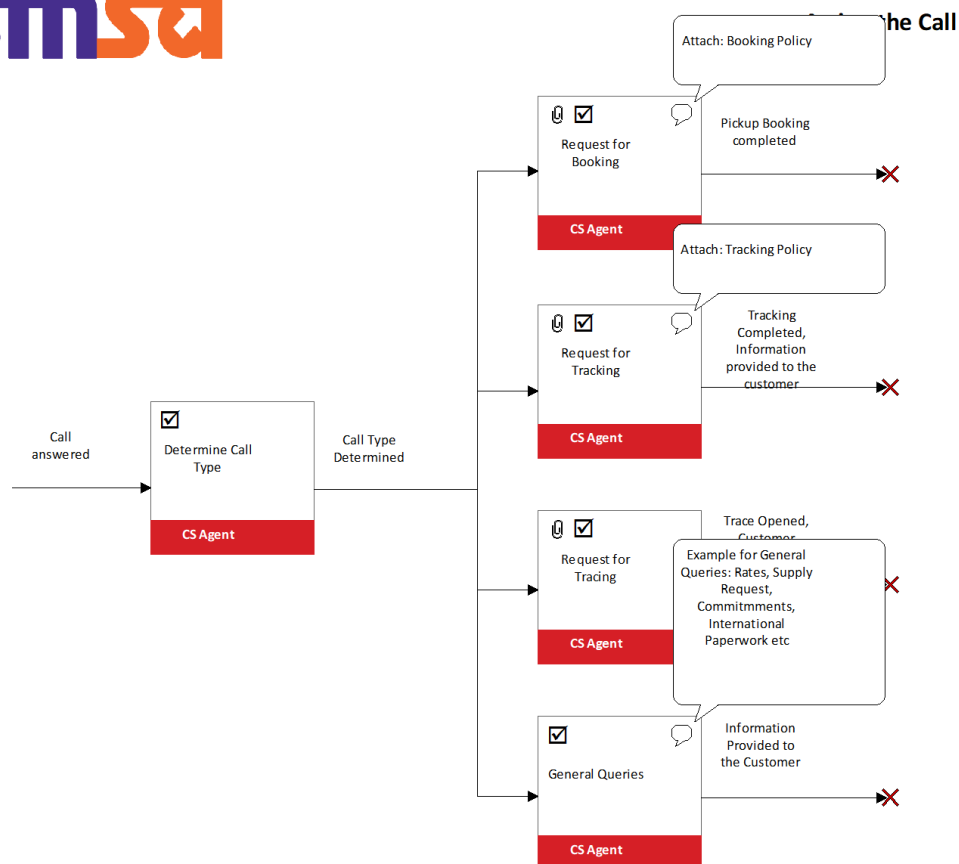 smsa
the Call
Attach: Booking Policy
Request for
Booking
CS Agent
Pickup Booking
completed
Attach: Tracking Policy
Request for
Tracking
CS Agent
Tracking
Completed,
Information
provided to the
customer
Call
answered
Determine Call
Type
CS Agent
Call Type
Determined
Request for
Tracing
CS Agent
Trace Opened,
Customer
Example for General
Queries: Rates, Supply
Request,
Commitmments,
International
Paperwork etc
General Queries
CS Agent
Information
Provided to
the Customer